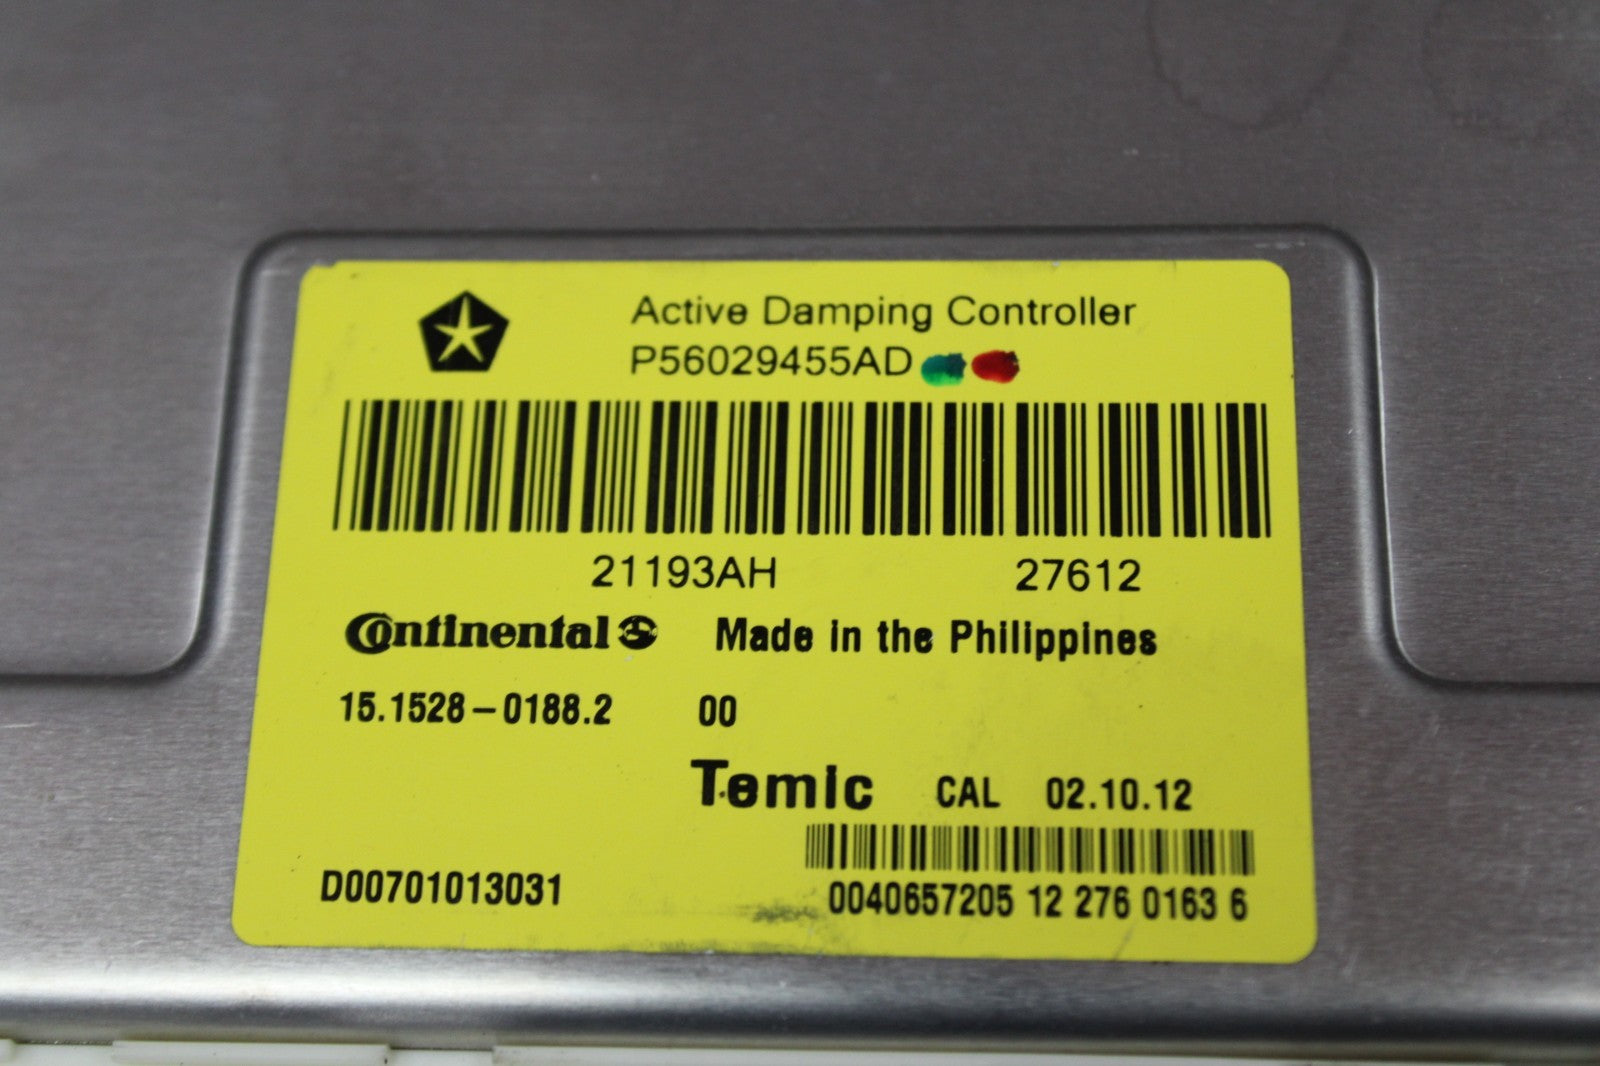 Active Damping Controller
P56029455AD
21193AH 27612
Continental Made in the Philippines
15.1528-0188.2 00
Temic CAL 02.10.12
D00701013031
0040657205 12 276 0163 6